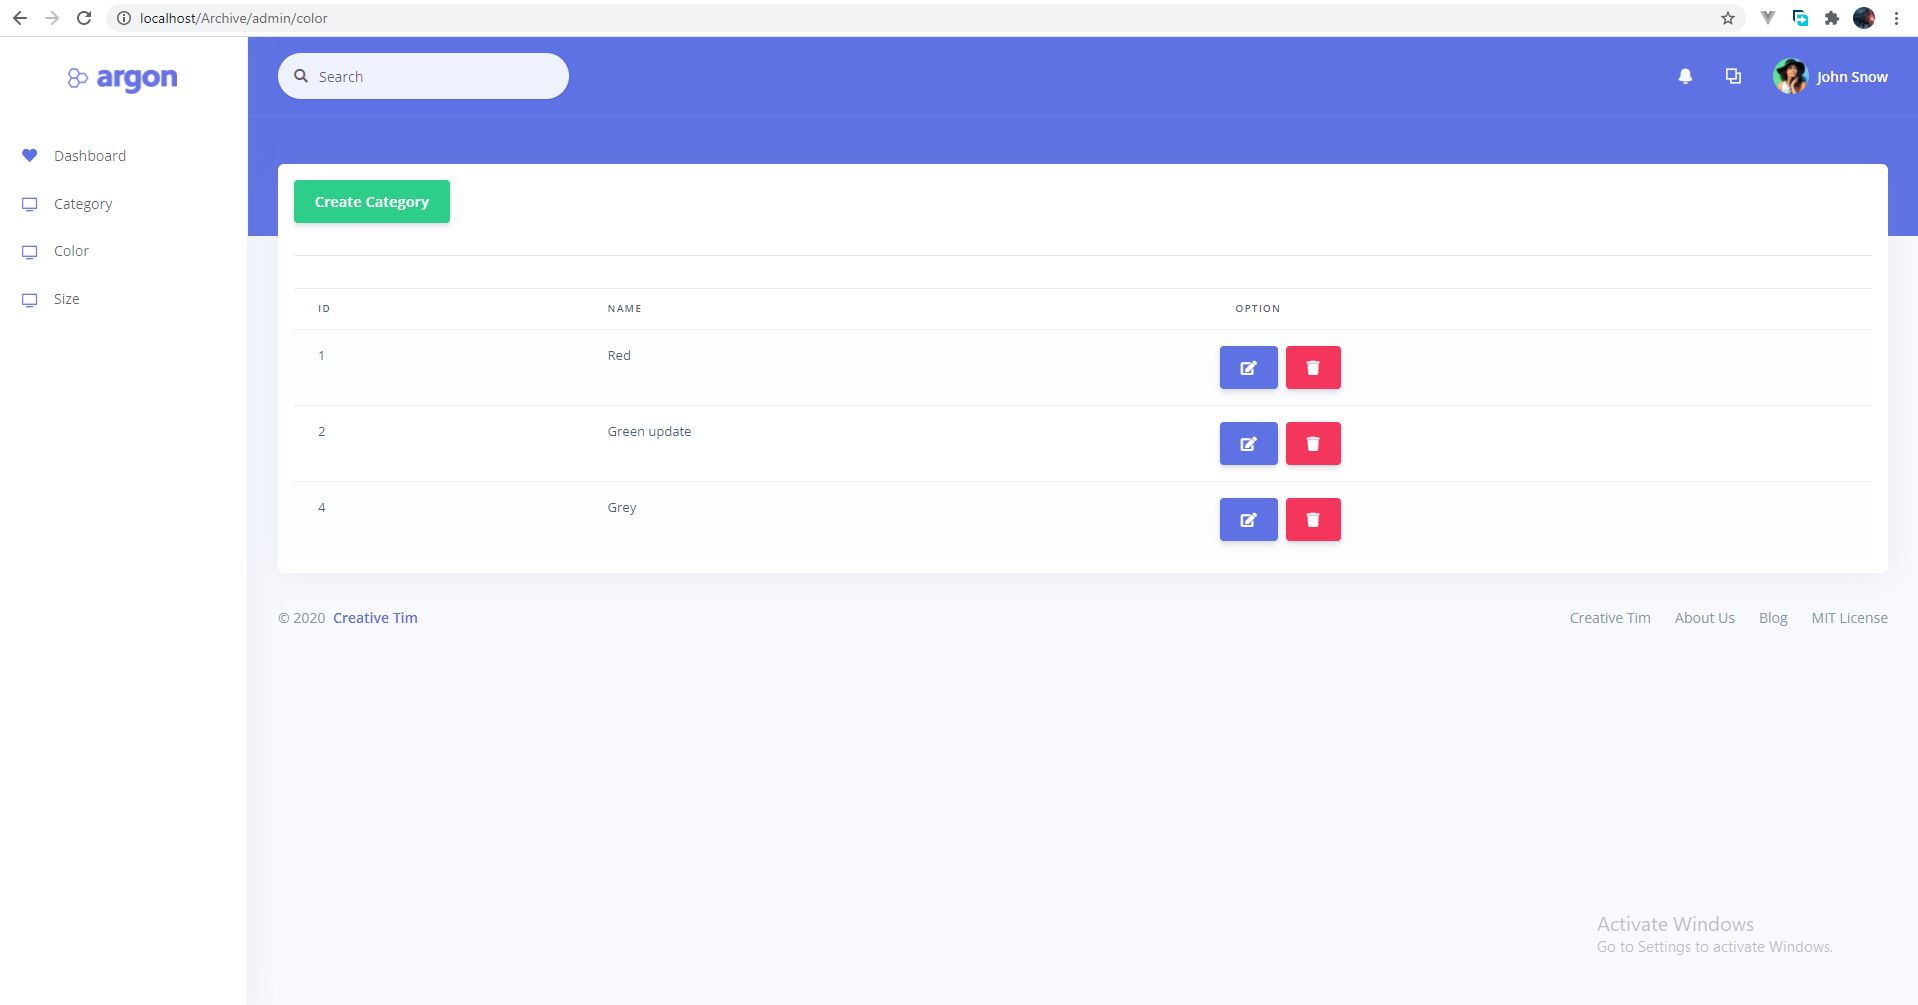 localhost/Archive/admin/color
argon
Search
John Snow
Dashboard
Category
Color
Size
Create Category
ID NAME OPTION
1 Red
2 Green update
4 Grey
© 2020 Creative Tim
Creative Tim About Us Blog MIT License
Activate Windows
Go to Settings to activate Windows.